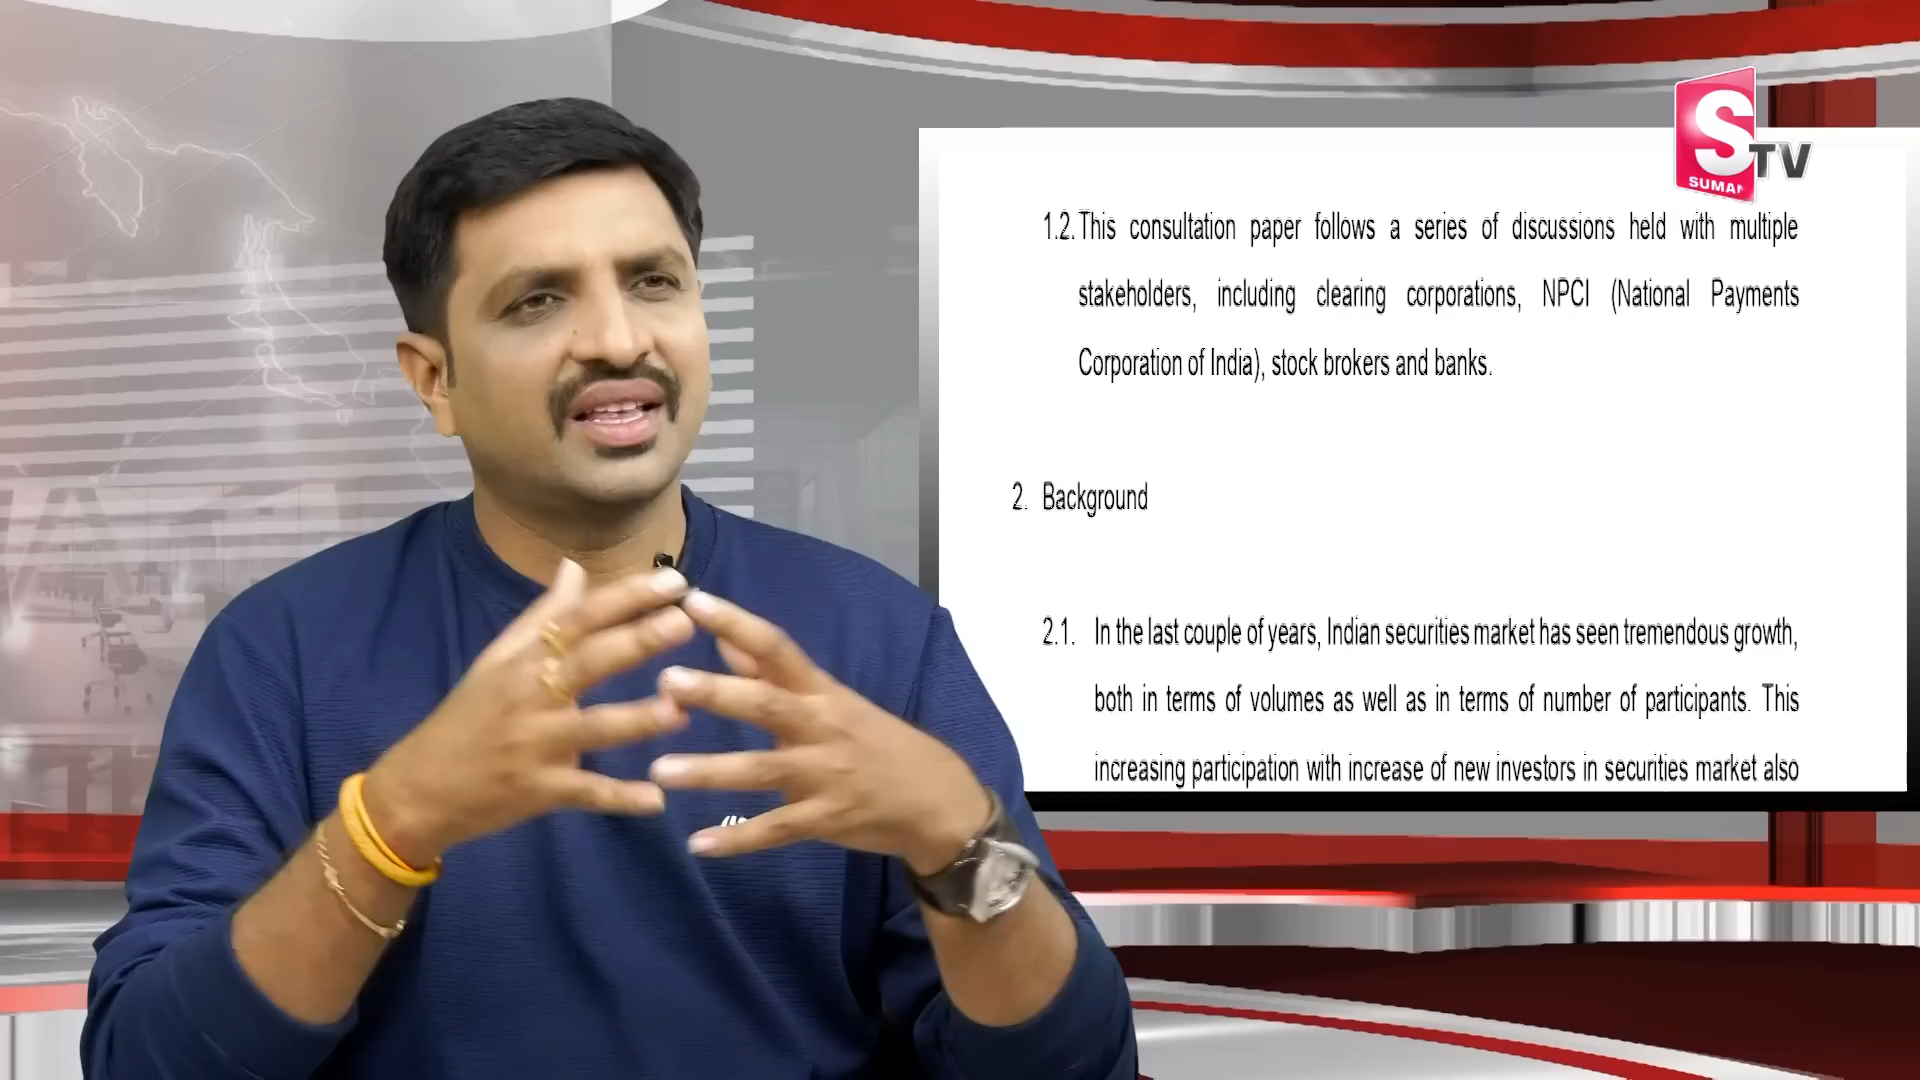 S
TV
SUMAN
1.2. This consultation paper follows a series of discussions held with multiple
stakeholders, including clearing corporations, NPCI (National Payments
Corporation of India), stock brokers and banks.
2. Background
2.1. In the last couple of years, Indian securities market has seen tremendous growth,
both in terms of volumes as well as in terms of number of participants. This
increasing participation with increase of new investors in securities market also